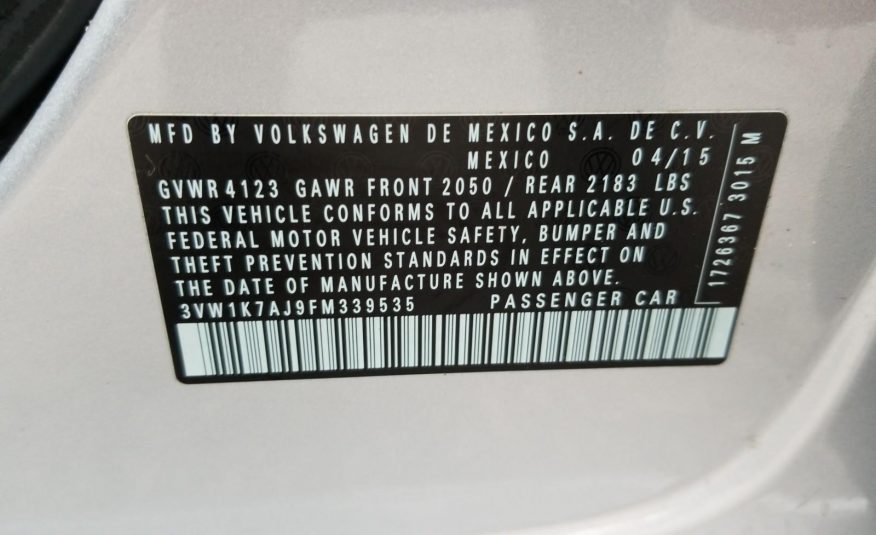 MFD BY VOLKSWAGEN DE MEXICO S.A. DE C.V.
MEXICO 04/15
GVWR 4123 GAWR FRONT 2050 / REAR 2183 LBS
THIS VEHICLE CONFORMS TO ALL APPLICABLE U.S.
FEDERAL MOTOR VEHICLE SAFETY, BUMPER AND
THEFT PREVENTION STANDARDS IN EFFECT ON
THE DATE OF MANUFACTURE SHOWN ABOVE.
3VW1K7AJ9FM339535 PASSENGER CAR
1726367 3015 M